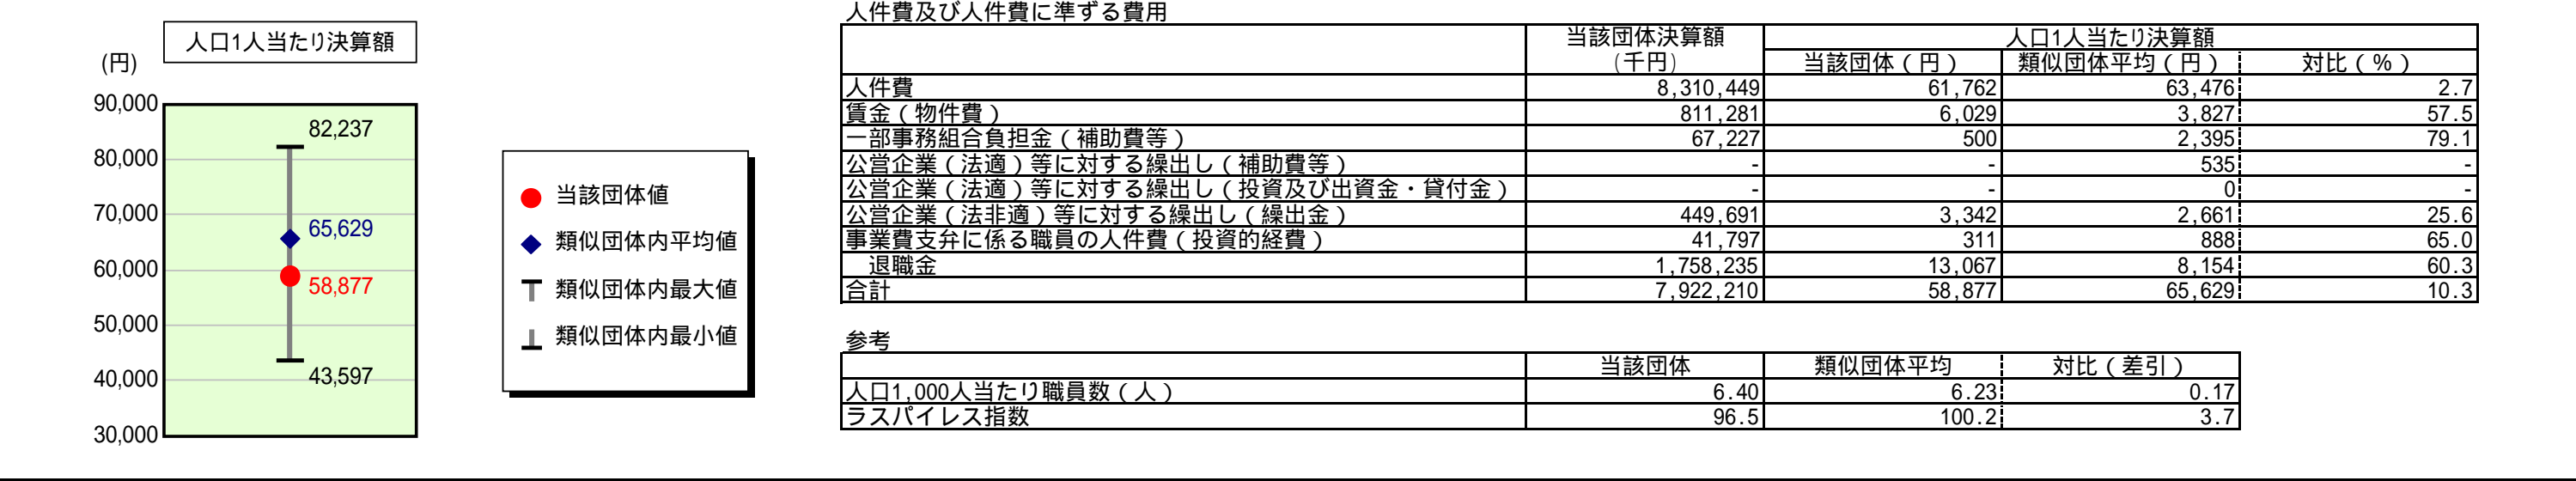 人口1人当たり決算額
(円)
90,000
80,000
70,000
60,000
50,000
40,000
30,000
82,237
65,629
58,877
43,597
当該団体値
類似団体内平均値
類似団体内最大値
類似団体内最小値
人件費及び人件費に準ずる費用
当該団体決算額 人口1人当たり決算額
(千円) 当該団体(円) 類似団体平均(円) 対比(%)
人件費 8,310,449 61,762 63,476 2.7
賃金(物件費) 811,281 6,029 3,827 57.5
一部事務組合負担金(補助費等) 67,227 500 2,395 79.1
公営企業(法適)等に対する繰出し(補助費等) - - 535 -
公営企業(法適)等に対する繰出し(投資及び出資金・貸付金) - - 0 -
公営企業(法非適)等に対する繰出し(繰出金) 449,691 3,342 2,661 25.6
事業費支弁に係る職員の人件費(投資的経費) 41,797 311 888 65.0
退職金 1,758,235 13,067 8,154 60.3
合計 7,922,210 58,877 65,629 10.3
参考
当該団体 類似団体平均 対比(差引)
人口1,000人当たり職員数(人) 6.40 6.23 0.17
ラスパイレス指数 96.5 100.2 3.7